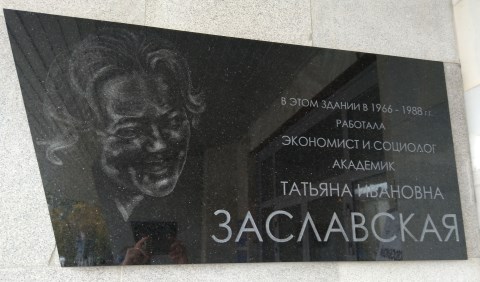 В ЭТОМ ЗДАНИИ В 1966 - 1988 г.г.
РАБОТАЛА
ЭКОНОМИСТ И СОЦИОЛОГ
АКАДЕМИК
ТАТЬЯНА ИВАНОВНА
ЗАСЛАВСКАЯ